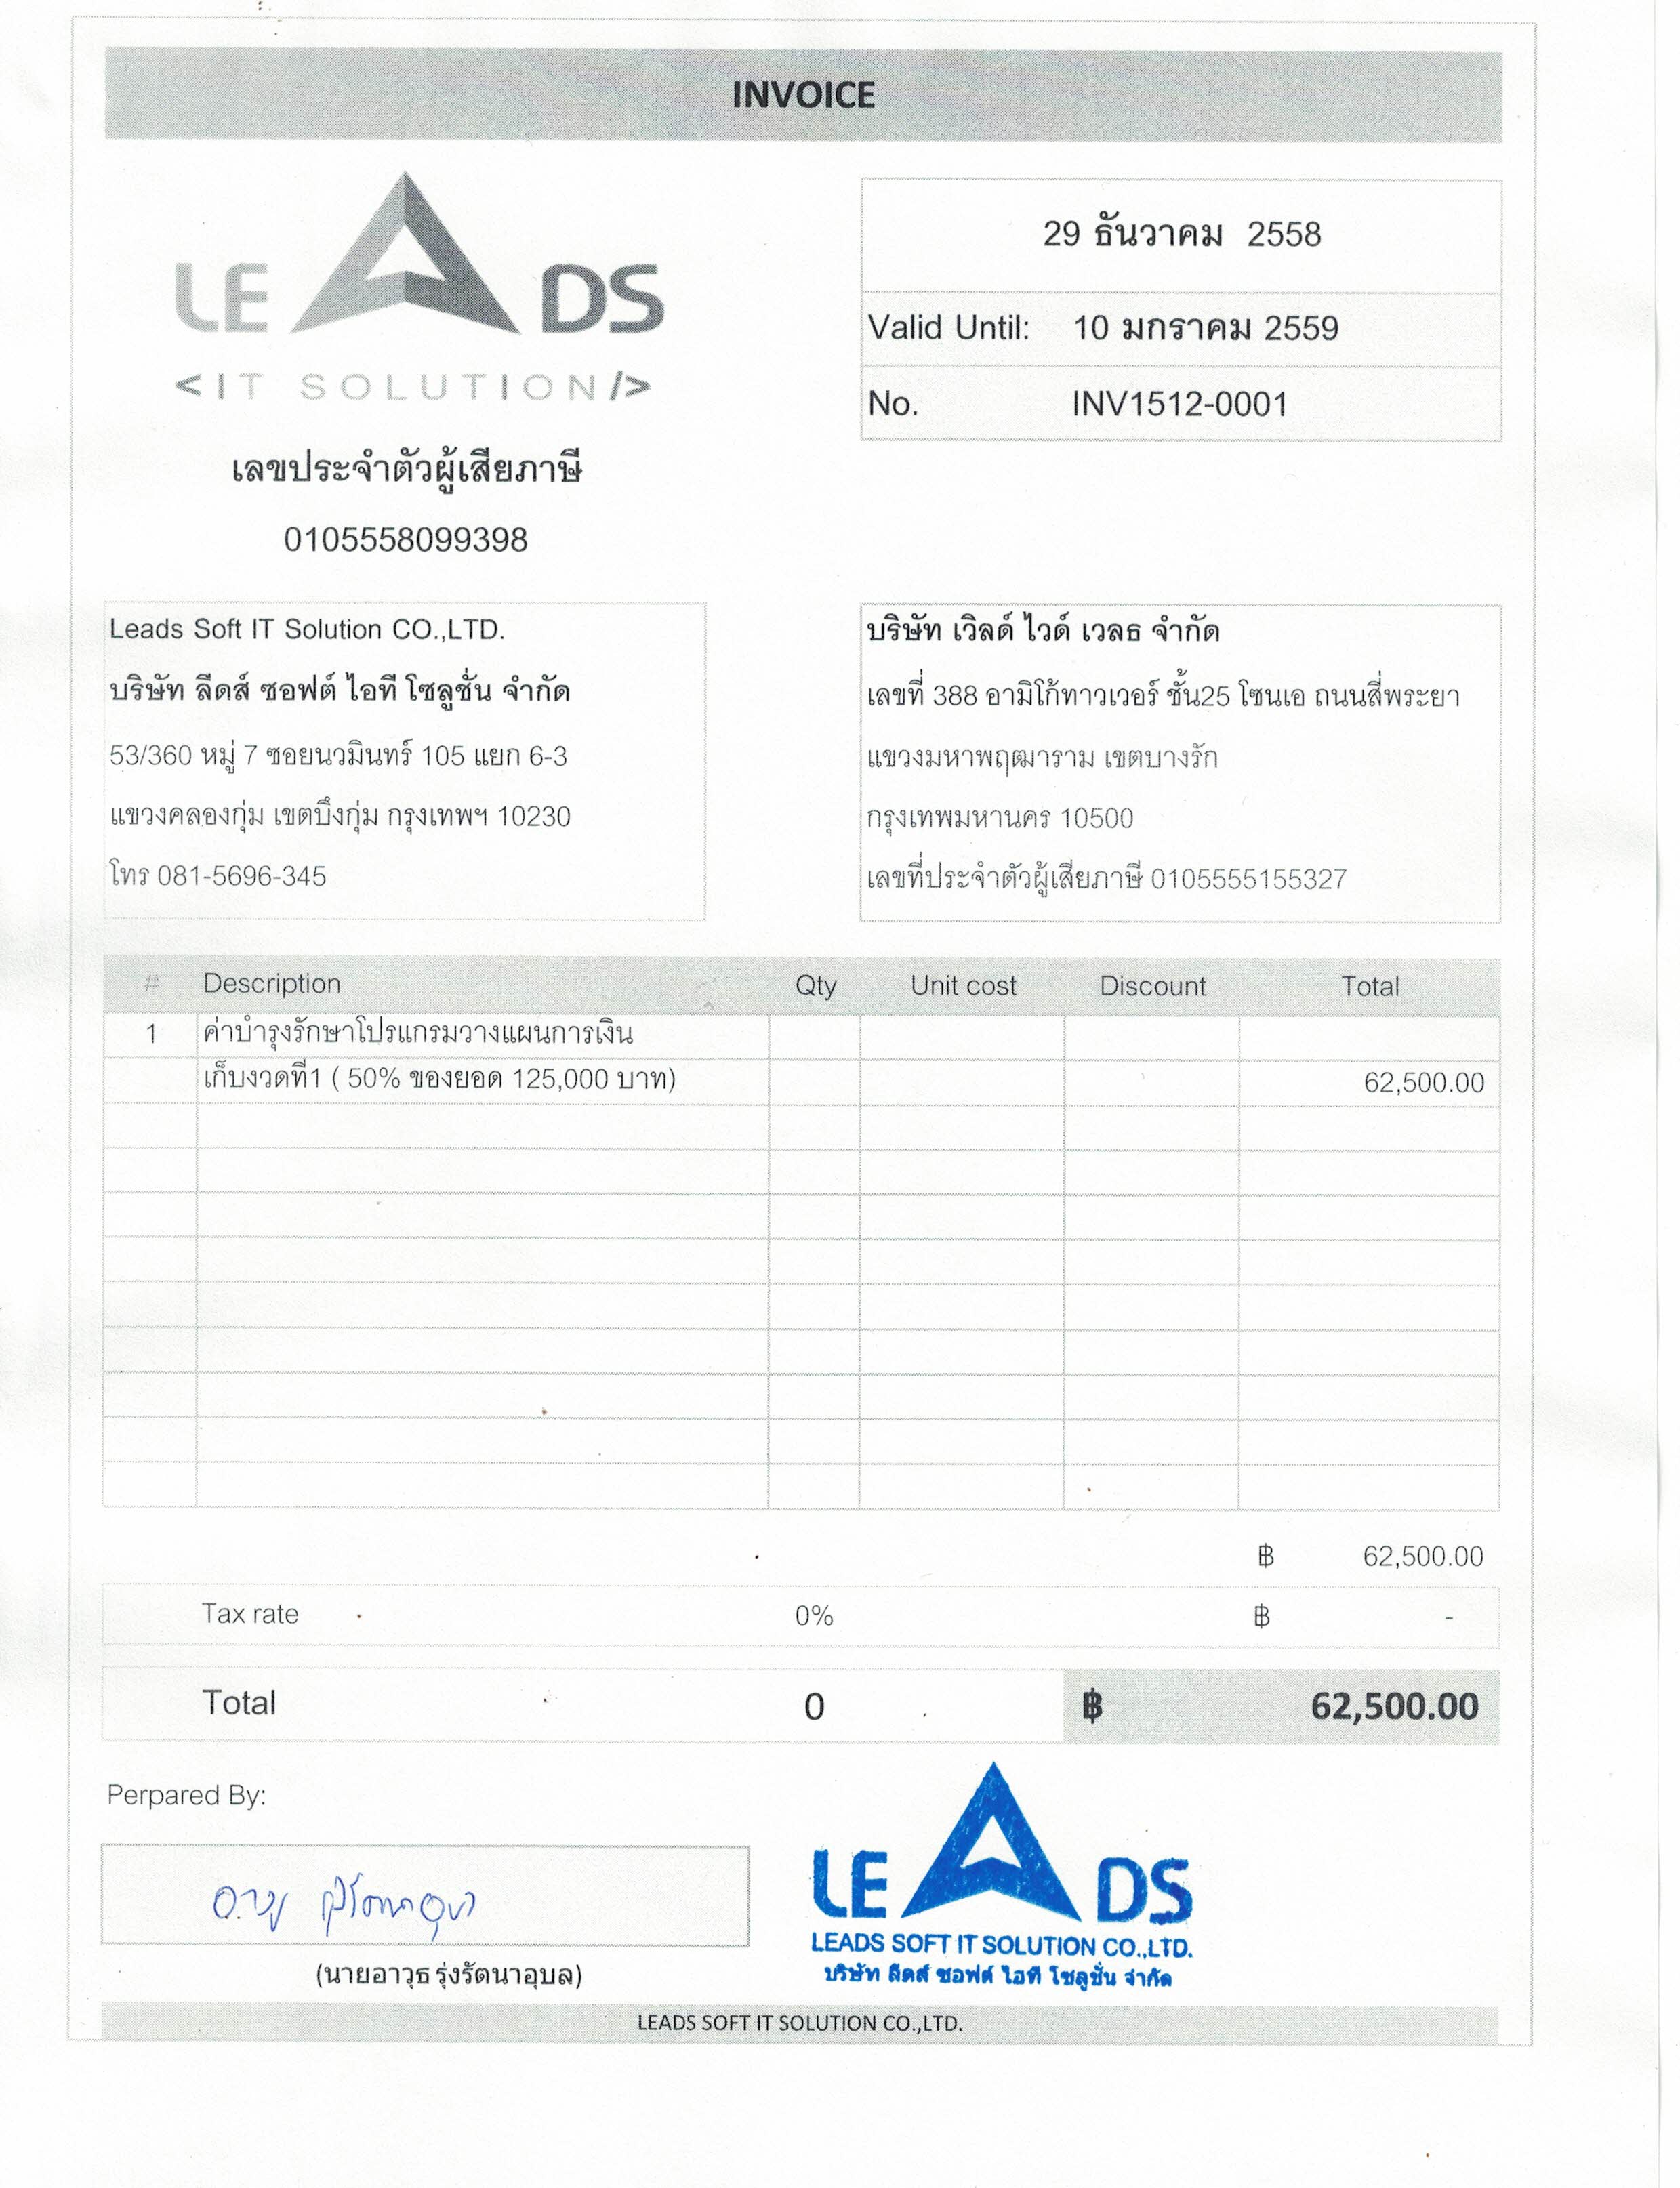 INVOICE
LEADS
<IT SOLUTION/>
29 ธันวาคม 2558
Valid Until: 10 มกราคม 2559
No. INV1512-0001
เลขประจำตัวผู้เสียภาษี
0105558099398
Leads Soft IT Solution CO.,LTD.
บริษัท ลีดส์ ซอฟต์ ไอที โซลูชั่น จำกัด
53/360 หมู่ 7 ซอยนวมินทร์ 105 แยก 6-3
แขวงคลองกุ่ม เขตบึงกุ่ม กรุงเทพฯ 10230
โทร 081-5696-345
บริษัท เวิลด์ ไวด์ เวลธ จำกัด
เลขที่ 388 อามิโก้ทาวเวอร์ ชั้น25 โซนเอ ถนนสี่พระยา
แขวงมหาพฤฒาราม เขตบางรัก
กรุงเทพมหานคร 10500
เลขที่ประจำตัวผู้เสียภาษี 0105555155327
# Description Qty Unit cost Discount Total
1 ค่าบำรุงรักษาโปรแกรมวางแผนการเงิน
เก็บงวดที่1 ( 50% ของยอด 125,000 บาท) 62,500.00
฿ 62,500.00
Tax rate 0% ฿ -
Total 0 ฿ 62,500.00
Perpared By:
(นายอาวุธ รุ่งรัตนาอุบล)
LEADS
LEADS SOFT IT SOLUTION CO.,LTD.
บริษัท ลีดส์ ซอฟต์ ไอที โซลูชั่น จำกัด
LEADS SOFT IT SOLUTION CO.,LTD.